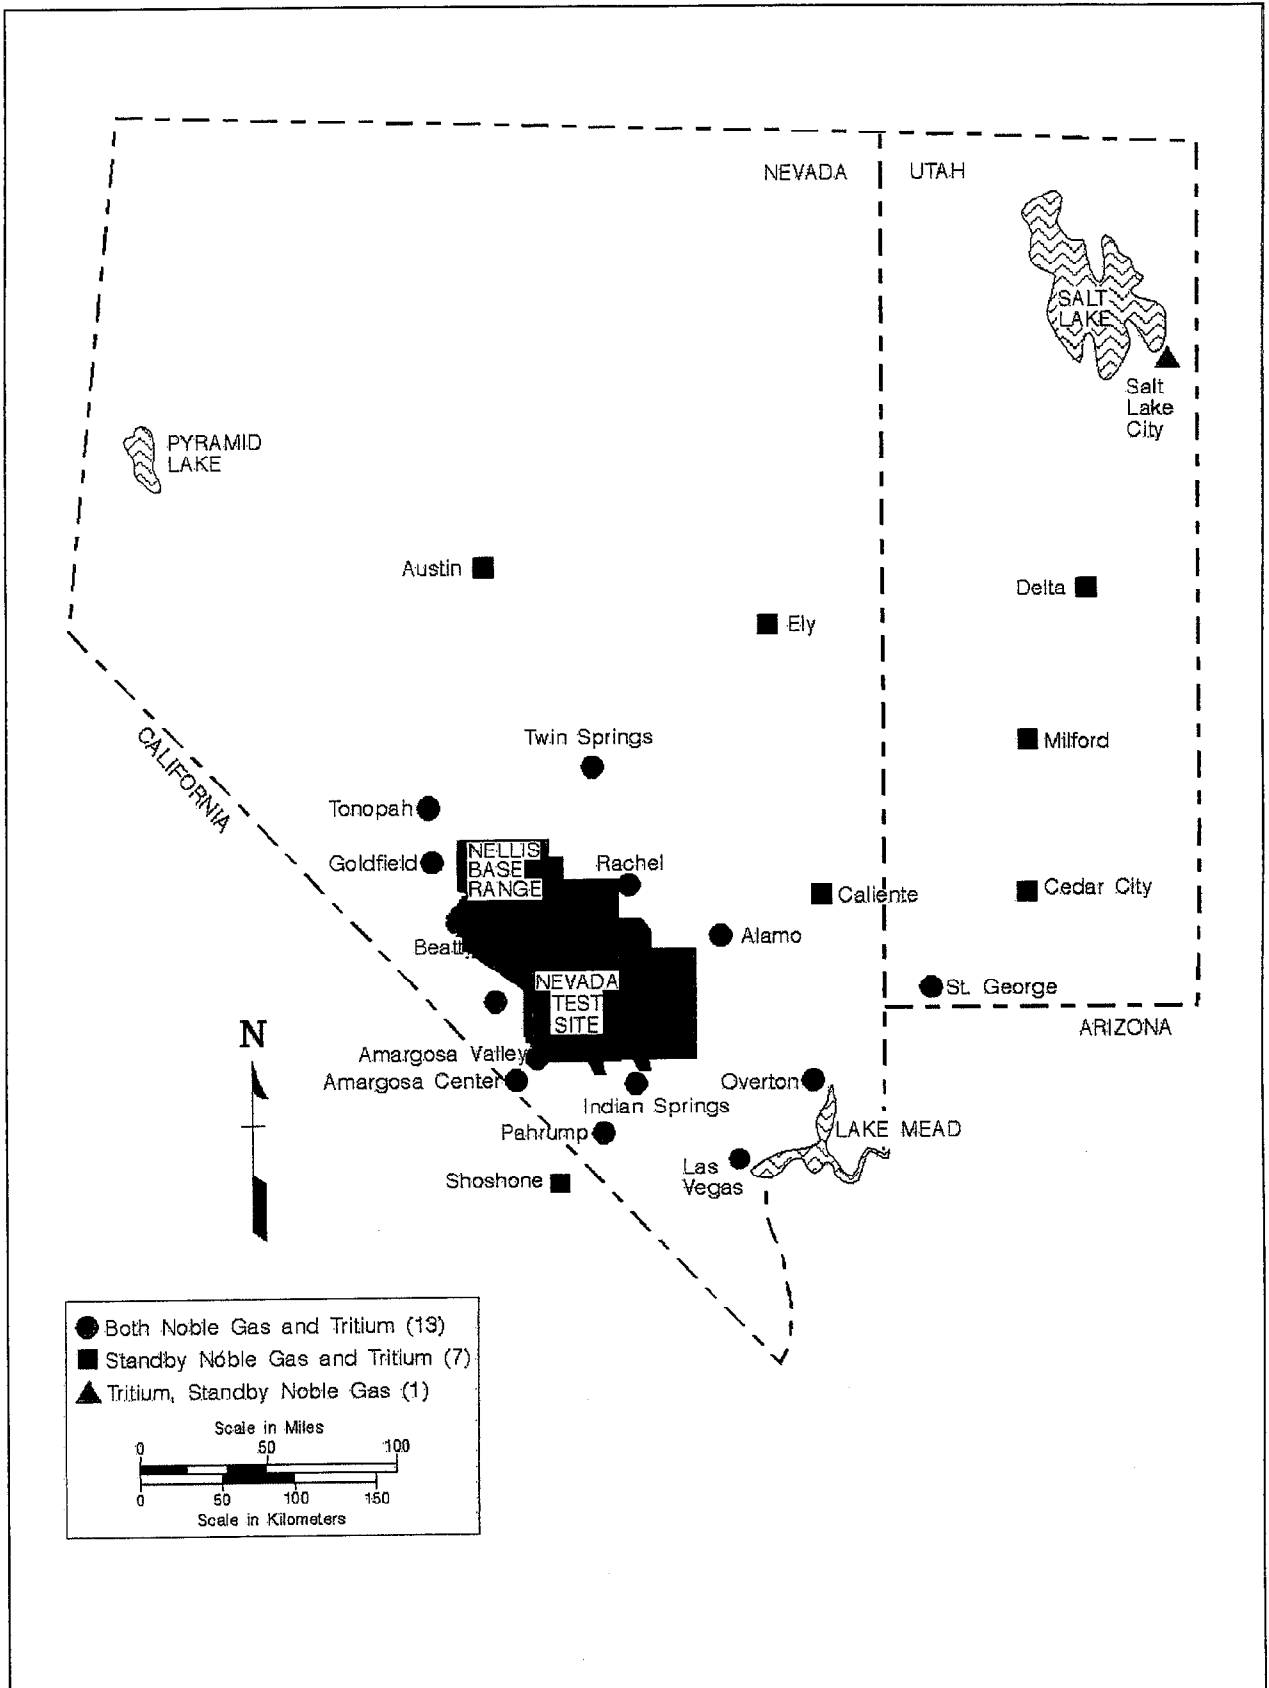 NEVADA
UTAH
SALT
LAKE
Salt
Lake
City
PYRAMID
LAKE
Austin
Delta
Ely
CALIFORNIA
Twin Springs
Milford
Tonopah
NELLIS
BASE
RANGE
Goldfield
Rachel
Caliente
Cedar City
Beatty
Alamo
NEVADA
TEST
SITE
St. George
ARIZONA
N
Amargosa Valley
Amargosa Center
Indian Springs
Overton
LAKE MEAD
Pahrump
Las
Vegas
Shoshone
Both Noble Gas and Tritium (13)
Standby Noble Gas and Tritium (7)
Tritium, Standby Noble Gas (1)
Scale in Miles
0 50 100
0 50 100 150
Scale in Kilometers